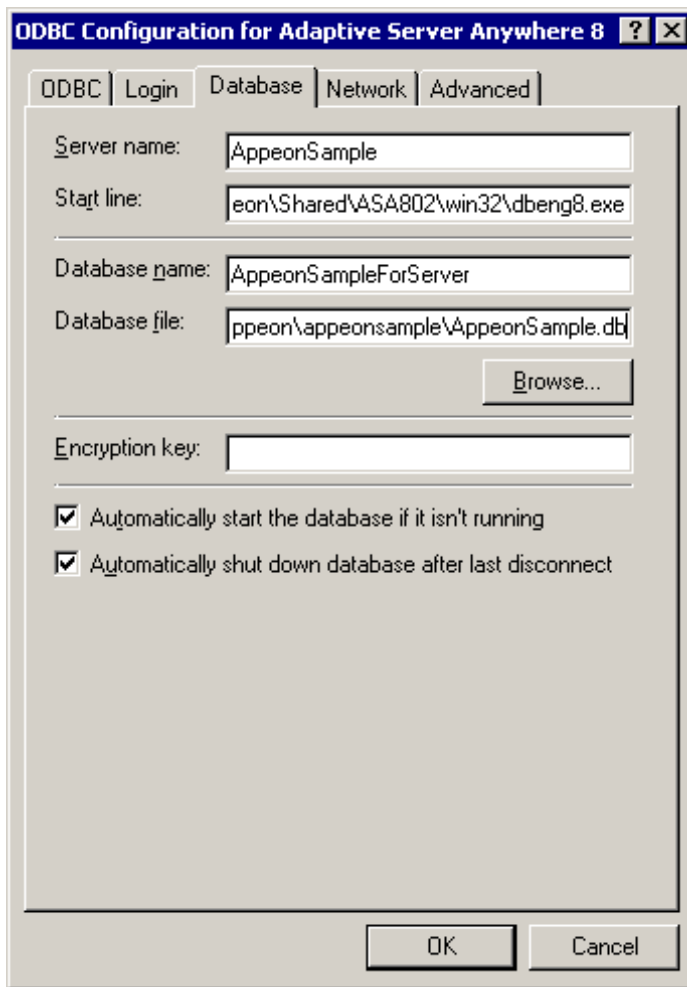 ODBC Configuration for Adaptive Server Anywhere 8 ? X
ODBC Login Database Network Advanced
Server name: AppeonSample
Start line: eon\Shared\ASA802\win32\dbeng8.exe
Database name: AppeonSampleForServer
Database file: ppeon\appeonsample\AppeonSample.db
Browse...
Encryption key:
Automatically start the database if it isn't running
Automatically shut down database after last disconnect
OK Cancel